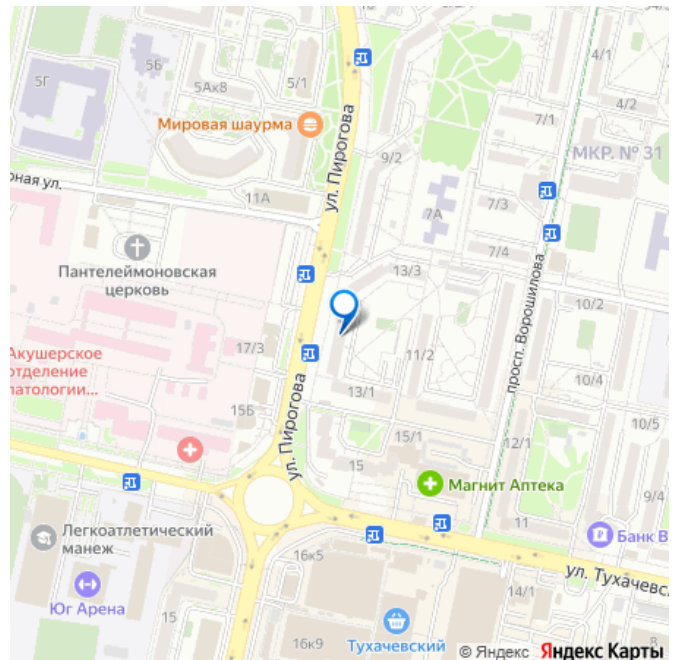 5Г
5Б
5Ак8
5/1
Мировая шаурма
ул. Пирогова
4/1
4/2
7/1
МКР. № 31
9/2
ная ул.
11А
7А
7/3
7/4
Пантелеймоновская
церковь
13/3
просп. Ворошилова
10/2
17/3
11/2
Акушерское
отделение
патологии...
13/1
10/4
15Б
ул. Пирогова
15/1
10/5
12/1
15
Магнит Аптека
9/4
11
Легкоатлетический
манеж
Банк В
16к5
ул. Тухачевск
Юг Арена
14/1
15
16к9
Тухачевский
8
© Яндекс Яндекс Карты